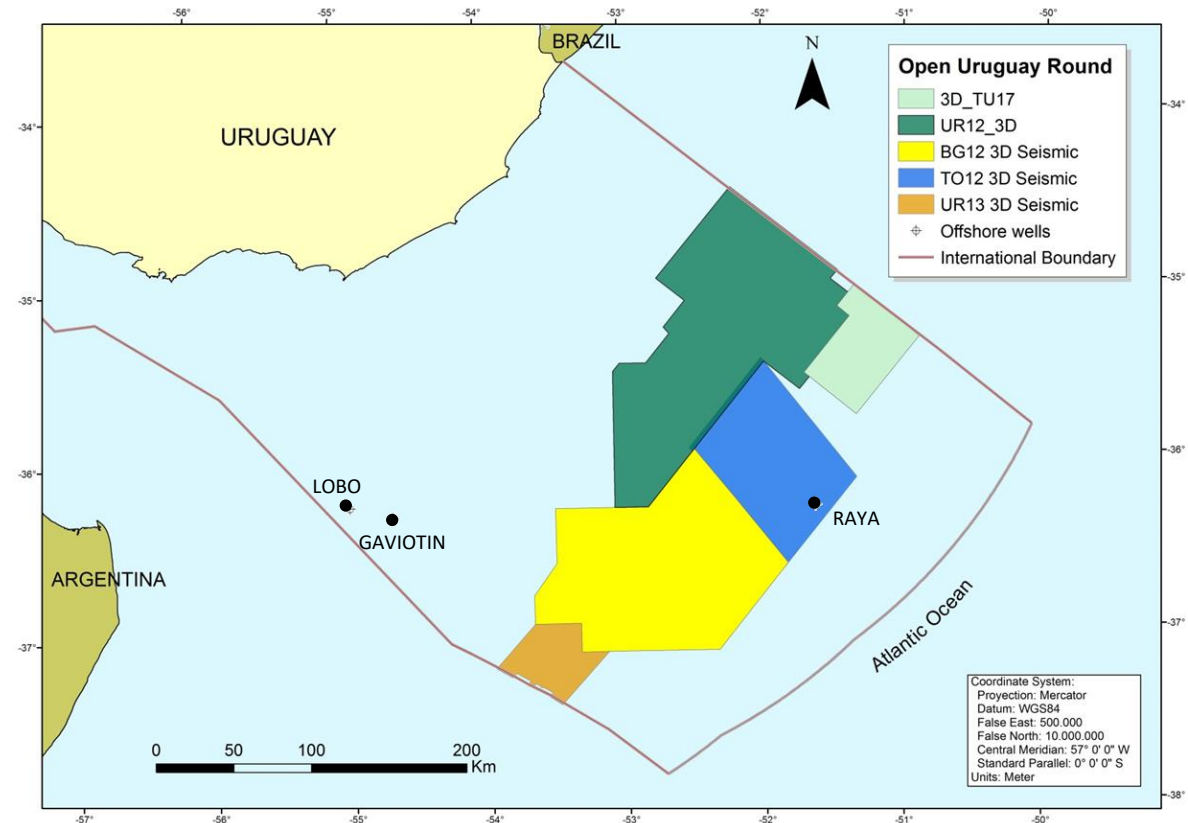 -56°
-55°
-54°
-53°
-52°
-51°
-50°
BRAZIL
N
Open Uruguay Round
3D_TU17
UR12_3D
BG12 3D Seismic
TO12 3D Seismic
UR13 3D Seismic
Offshore wells
International Boundary
-34°
-34°
URUGUAY
-35°
-35°
-36°
-36°
LOBO
GAVIOTIN
RAYA
ARGENTINA
-37°
-37°
Atlantic Ocean
Coordinate System:
Proyection: Mercator
Datum: WGS84
False East: 500.000
False North: 10.000.000
Central Meridian: 57° 0' 0" W
Standard Parallel: 0° 0' 0" S
Units: Meter
0 50 100 200
Km
-38°
-57°
-56°
-55°
-54°
-53°
-52°
-51°
-50°